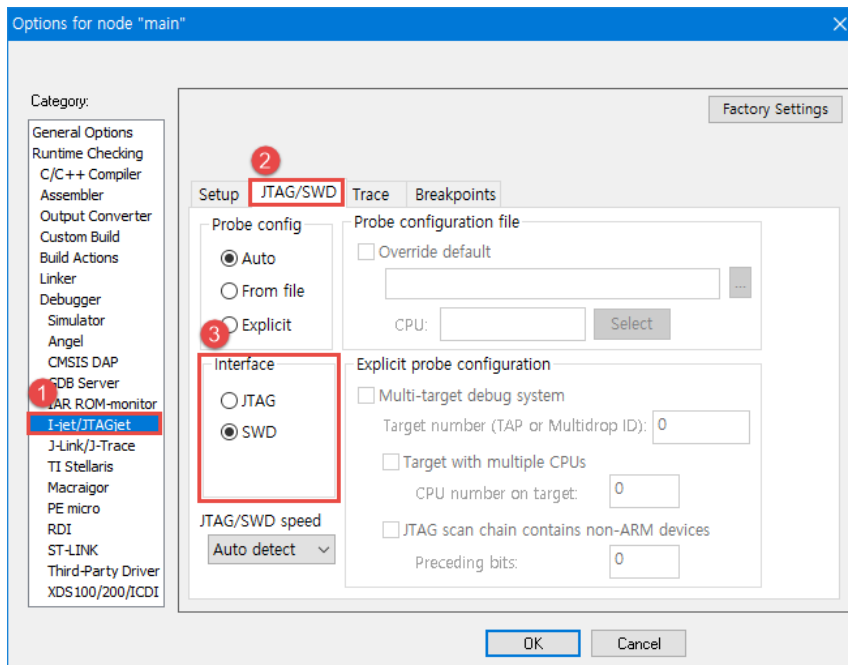 Options for node "main"
Category:
General Options
Runtime Checking
C/C++ Compiler
Assembler
Output Converter
Custom Build
Build Actions
Linker
Debugger
Simulator
Angel
CMSIS DAP
GDB Server
IAR ROM-monitor
1
I-jet/JTAGjet
J-Link/J-Trace
TI Stellaris
Macraigor
PE micro
RDI
ST-LINK
Third-Party Driver
XDS100/200/ICDI
Factory Settings
2
Setup JTAG/SWD Trace Breakpoints
Probe config
Auto
From file
Explicit
Probe configuration file
Override default
...
CPU: Select
3
Interface
JTAG
SWD
JTAG/SWD speed
Auto detect
Explicit probe configuration
Multi-target debug system
Target number (TAP or Multidrop ID): 0
Target with multiple CPUs
CPU number on target: 0
JTAG scan chain contains non-ARM devices
Preceding bits: 0
OK Cancel